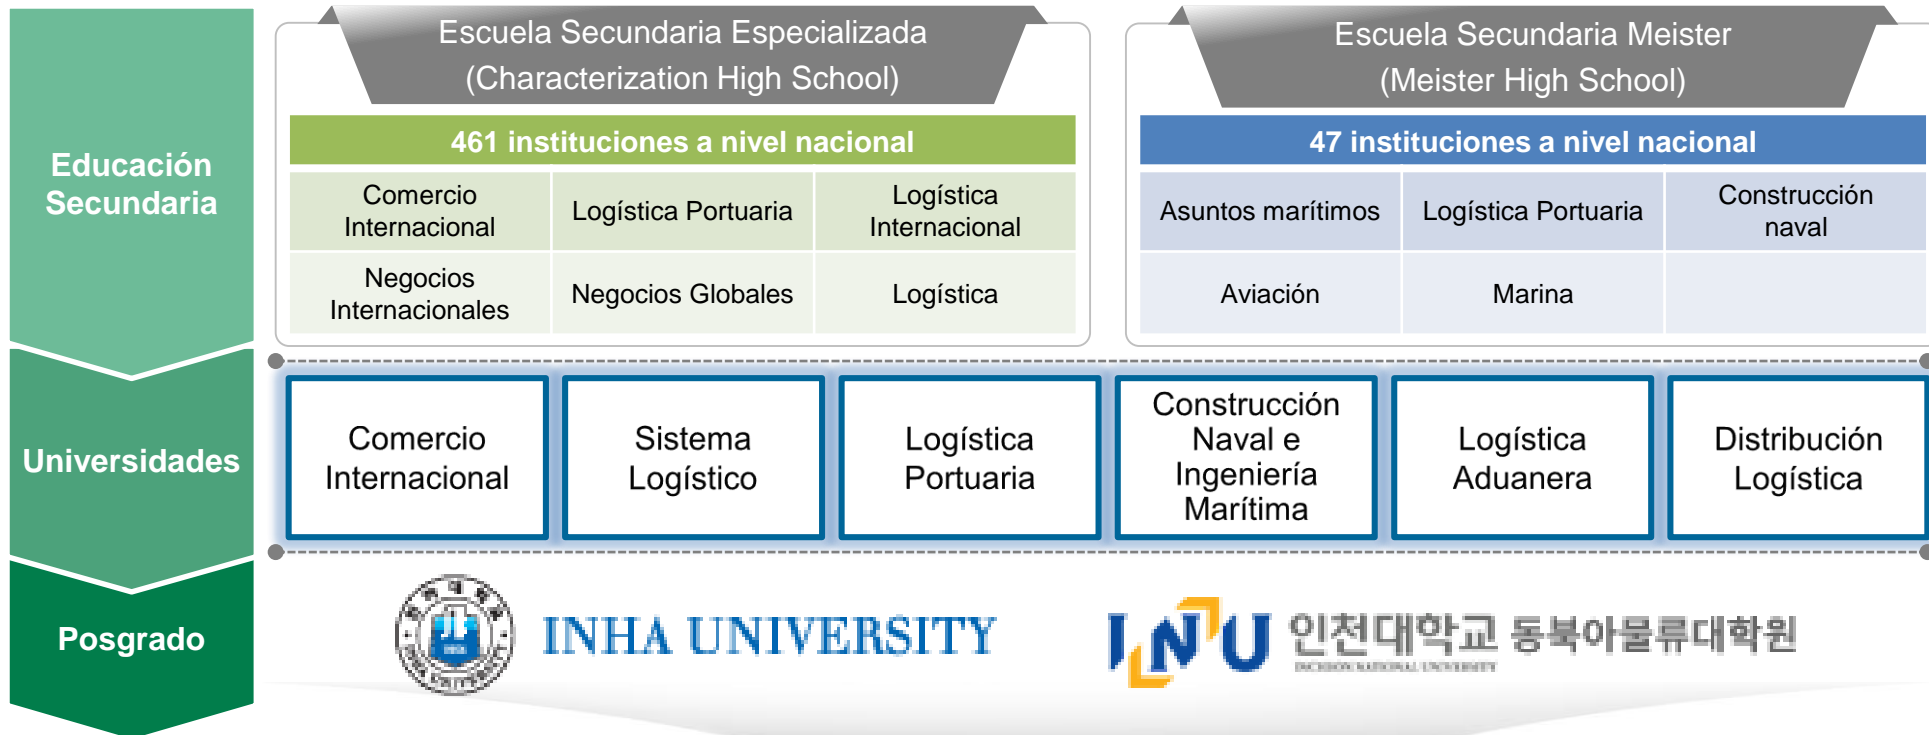 Educación
Secundaria
Escuela Secundaria Especializada
(Characterization High School)
461 instituciones a nivel nacional
Comercio
Internacional
Logística Portuaria
Logística
Internacional
Negocios
Internacionales
Negocios Globales
Logística
Escuela Secundaria Meister
(Meister High School)
47 instituciones a nivel nacional
Asuntos marítimos
Logística Portuaria
Construcción
naval
Aviación
Marina
Universidades
Comercio
Internacional
Sistema
Logístico
Logística
Portuaria
Construcción
Naval e
Ingeniería
Marítima
Logística
Aduanera
Distribución
Logística
Posgrado
INHA UNIVERSITY
INU 인천대학교 동북아물류대학원
INCHEON NATIONAL UNIVERSITY